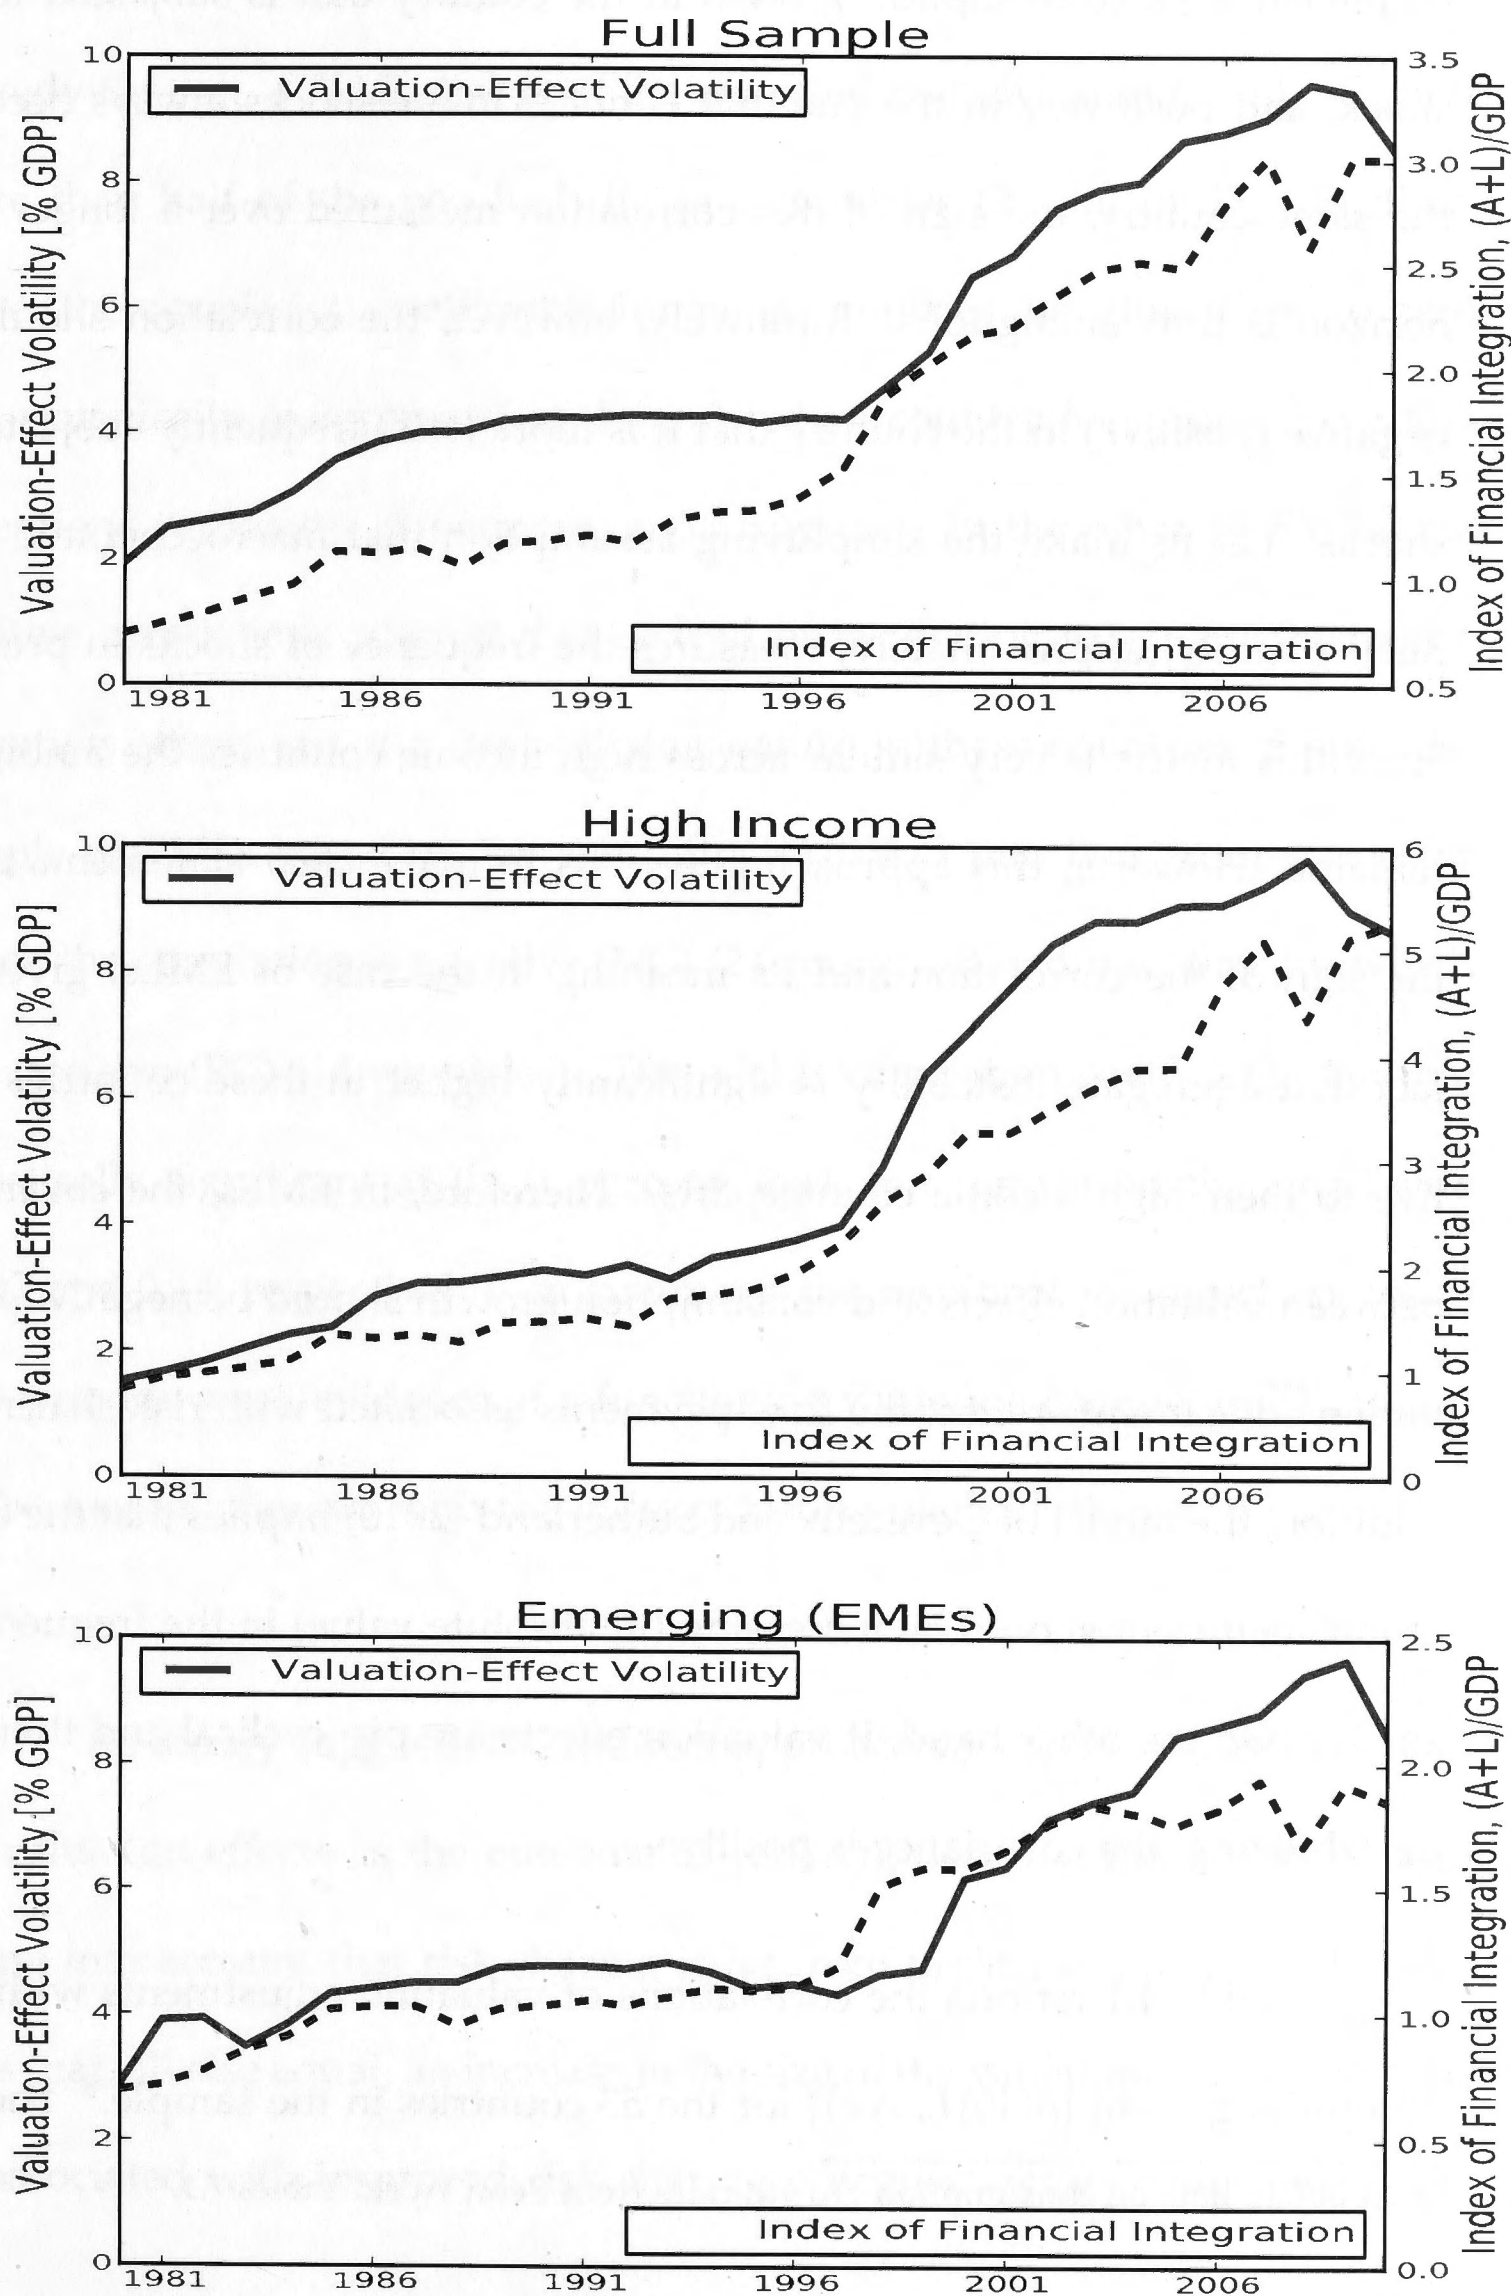 Full Sample
Valuation-Effect Volatility
Index of Financial Integration
Valuation-Effect Volatility [% GDP]
Index of Financial Integration, (A+L)/GDP
10
8
6
4
2
0
3.5
3.0
2.5
2.0
1.5
1.0
0.5
1981 1986 1991 1996 2001 2006
High Income
Valuation-Effect Volatility
Index of Financial Integration
Valuation-Effect Volatility [% GDP]
Index of Financial Integration, (A+L)/GDP
10
8
6
4
2
0
6
5
4
3
2
1
0
1981 1986 1991 1996 2001 2006
Emerging (EMEs)
Valuation-Effect Volatility
Index of Financial Integration
Valuation-Effect Volatility [% GDP]
Index of Financial Integration, (A+L)/GDP
10
8
6
4
2
0
2.5
2.0
1.5
1.0
0.5
0.0
1981 1986 1991 1996 2001 2006